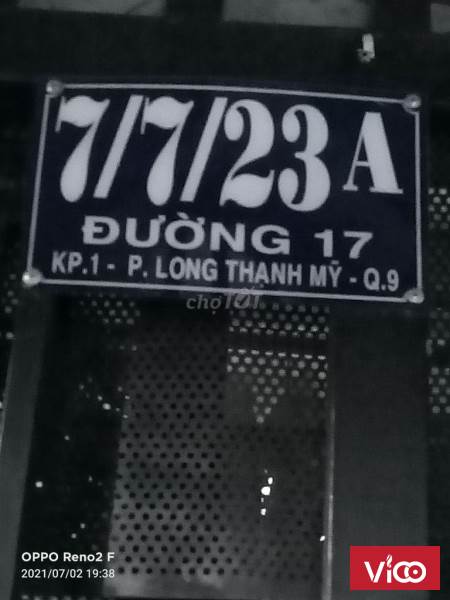 7/7/23 A
ĐƯỜNG 17
KP.1 - P. LONG THẠNH MỸ - Q.9
chợTỐT
OPPO Reno2 F
2021/07/02 19:38
Vico